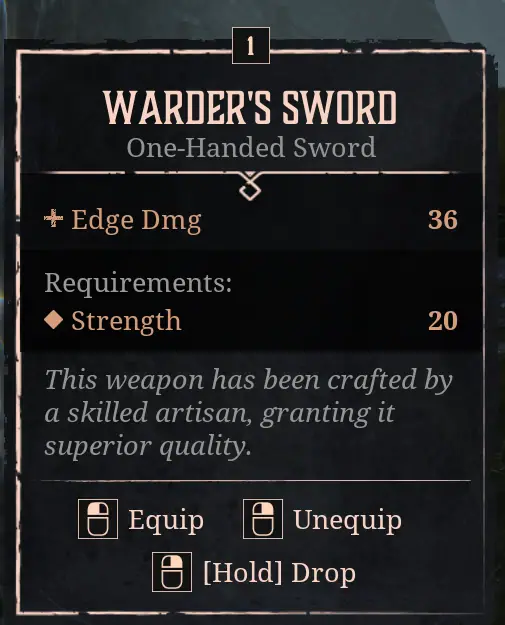 1
WARDER'S SWORD
One-Handed Sword
Edge Dmg 36
Requirements:
Strength 20
This weapon has been crafted by
a skilled artisan, granting it
superior quality.
Equip Unequip
[Hold] Drop